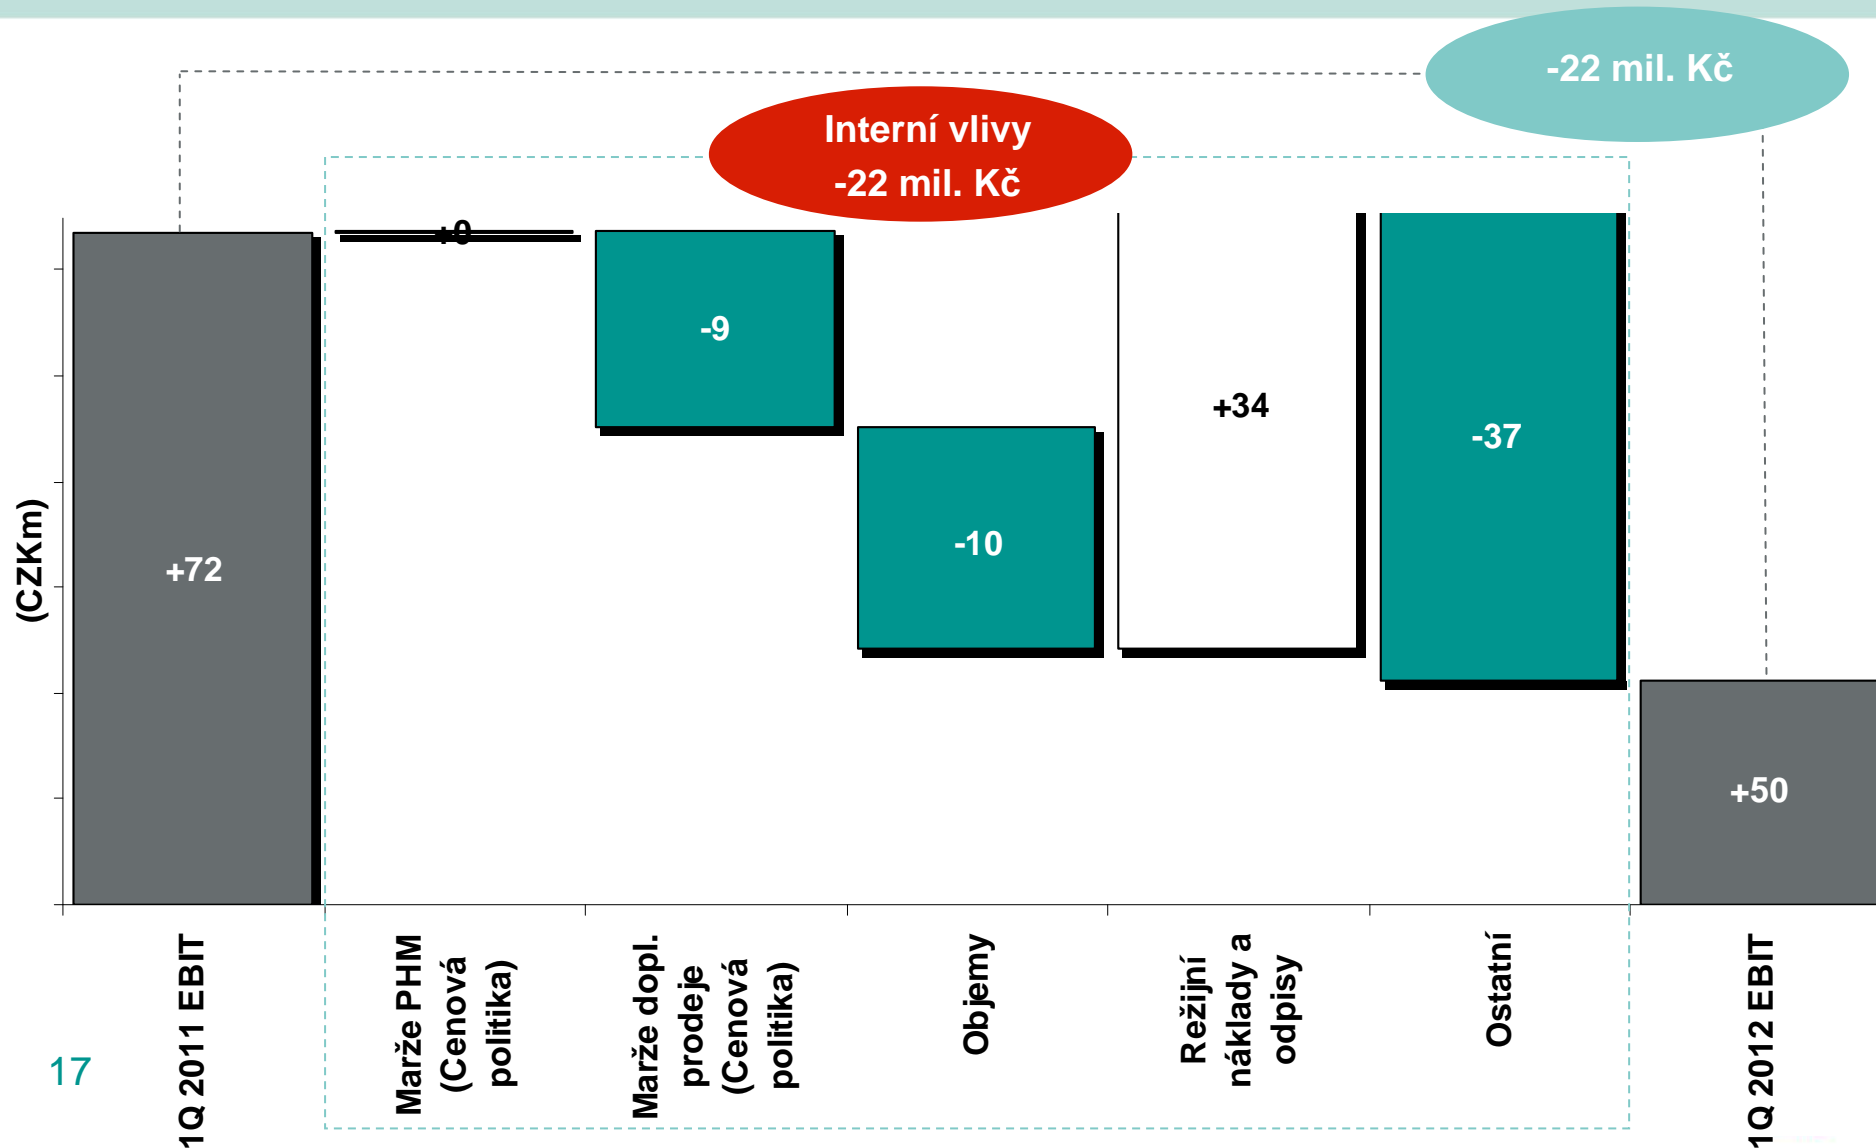 -22 mil. Kč
Interní vlivy
-22 mil. Kč
(CZKm)
+72
+0
-9
-10
+34
-37
+50
1Q 2011 EBIT
Marže PHM
(Cenová
politika)
Marže dopl.
prodeje
(Cenová
politika)
Objemy
Režijní
náklady a
odpisy
Ostatní
1Q 2012 EBIT
17